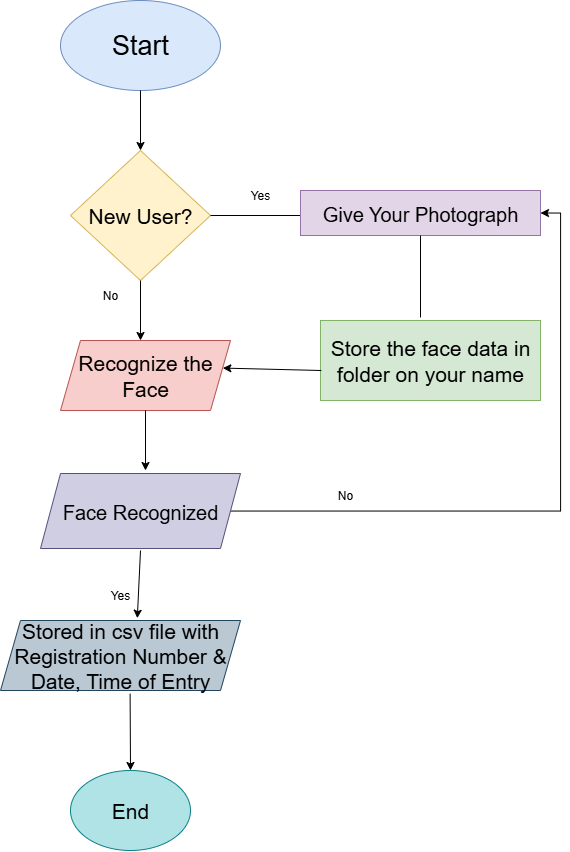 Start
New User?
Yes
Give Your Photograph
No
Store the face data in
folder on your name
Recognize the
Face
No
Face Recognized
Yes
Stored in csv file with
Registration Number &
Date, Time of Entry
End